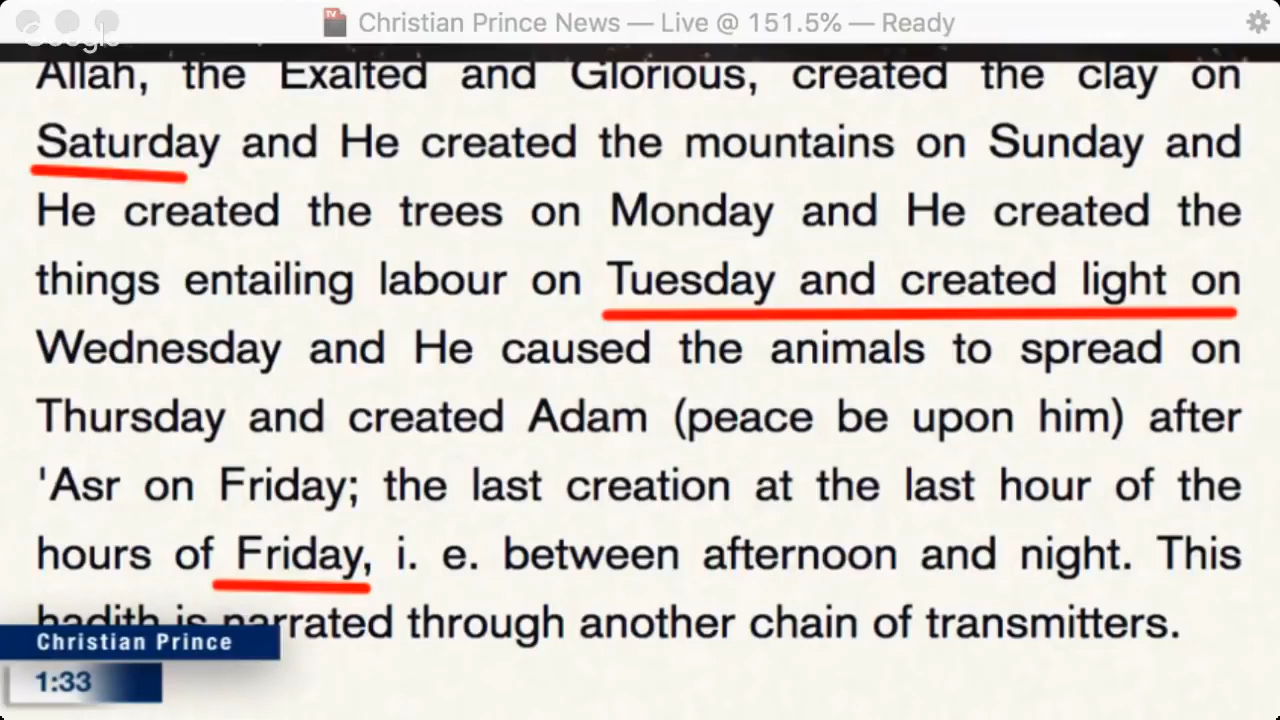 Christian Prince News — Live @ 151.5% — Ready
Google
Allah, the Exalted and Glorious, created the clay on
Saturday and He created the mountains on Sunday and
He created the trees on Monday and He created the
things entailing labour on Tuesday and created light on
Wednesday and He caused the animals to spread on
Thursday and created Adam (peace be upon him) after
'Asr on Friday; the last creation at the last hour of the
hours of Friday, i. e. between afternoon and night. This
hadith is narrated through another chain of transmitters.
Christian Prince
1:33